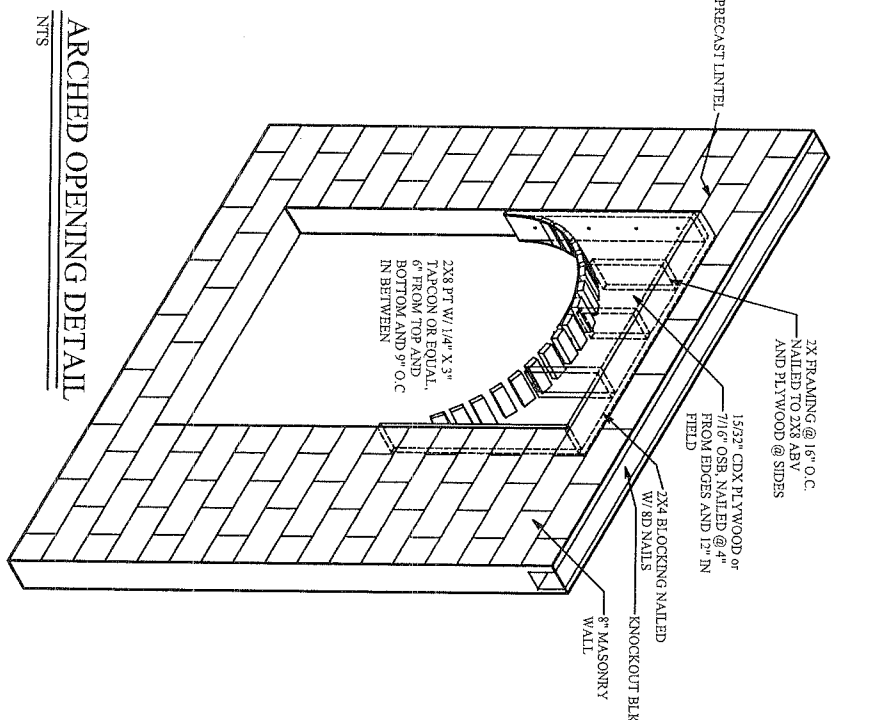 PRECAST LINTEL
2X FRAMING @ 16" O.C.
NAILED TO 2X8 ABV
AND PLYWOOD @ SIDES
15/32" CDX PLYWOOD or
7/16" OSB, NAILED @ 4"
FROM EDGES AND 12" IN
FIELD
2X4 BLOCKING NAILED
W/ 8D NAILS
KNOCKOUT BLK
8" MASONRY
WALL
2X8 PT W/ 1/4" X 3"
TAPCON OR EQUAL,
6" FROM TOP AND
BOTTOM AND 9" O.C
IN BETWEEN
ARCHED OPENING DETAIL
NTS